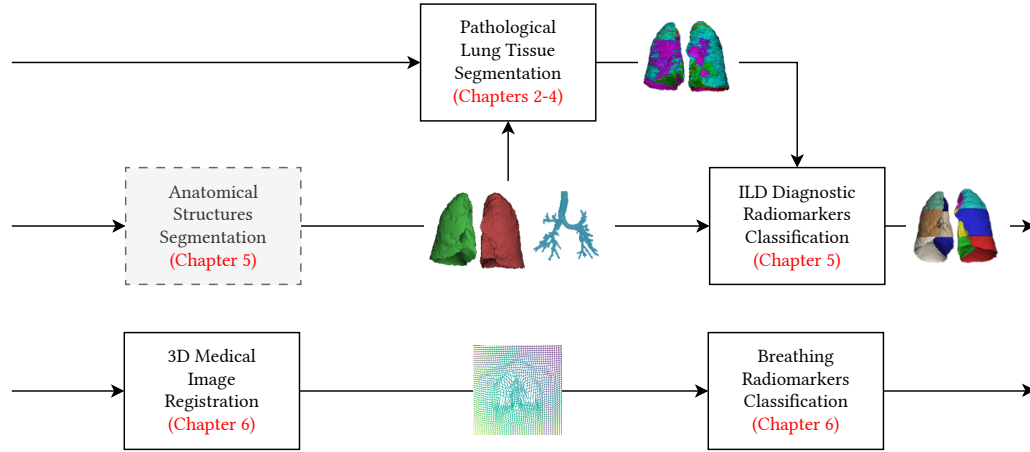 Pathological
Lung Tissue
Segmentation
(Chapters 2-4)
Anatomical
Structures
Segmentation
(Chapter 5)
ILD Diagnostic
Radiomarkers
Classification
(Chapter 5)
3D Medical
Image
Registration
(Chapter 6)
Breathing
Radiomarkers
Classification
(Chapter 6)